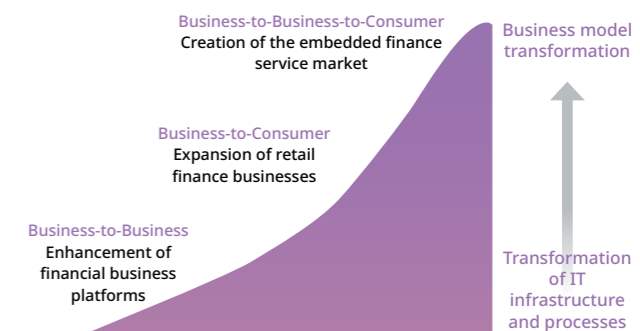 Business-to-Business-to-Consumer
Creation of the embedded finance
service market
Business model
transformation
Business-to-Consumer
Expansion of retail
finance businesses
Business-to-Business
Enhancement of
financial business
platforms
Transformation
of IT
infrastructure
and processes